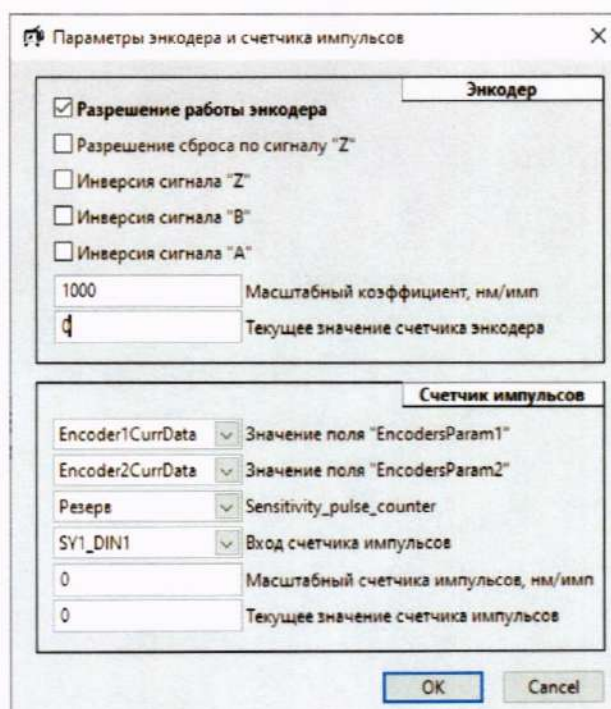 Параметры энкодера и счетчика импульсов
Энкодер
Разрешение работы энкодера
Разрешение сброса по сигналу "Z"
Инверсия сигнала "Z"
Инверсия сигнала "B"
Инверсия сигнала "A"
1000 Масштабный коэффициент, нм/имп
0 Текущее значение счетчика энкодера
Счетчик импульсов
Encoder1CurrData Значение поля "EncodersParam1"
Encoder2CurrData Значение поля "EncodersParam2"
Резерв Sensitivity_pulse_counter
SY1_DIN1 Вход счетчика импульсов
0 Масштабный счетчика импульсов, нм/имп
0 Текущее значение счетчика импульсов
OK Cancel